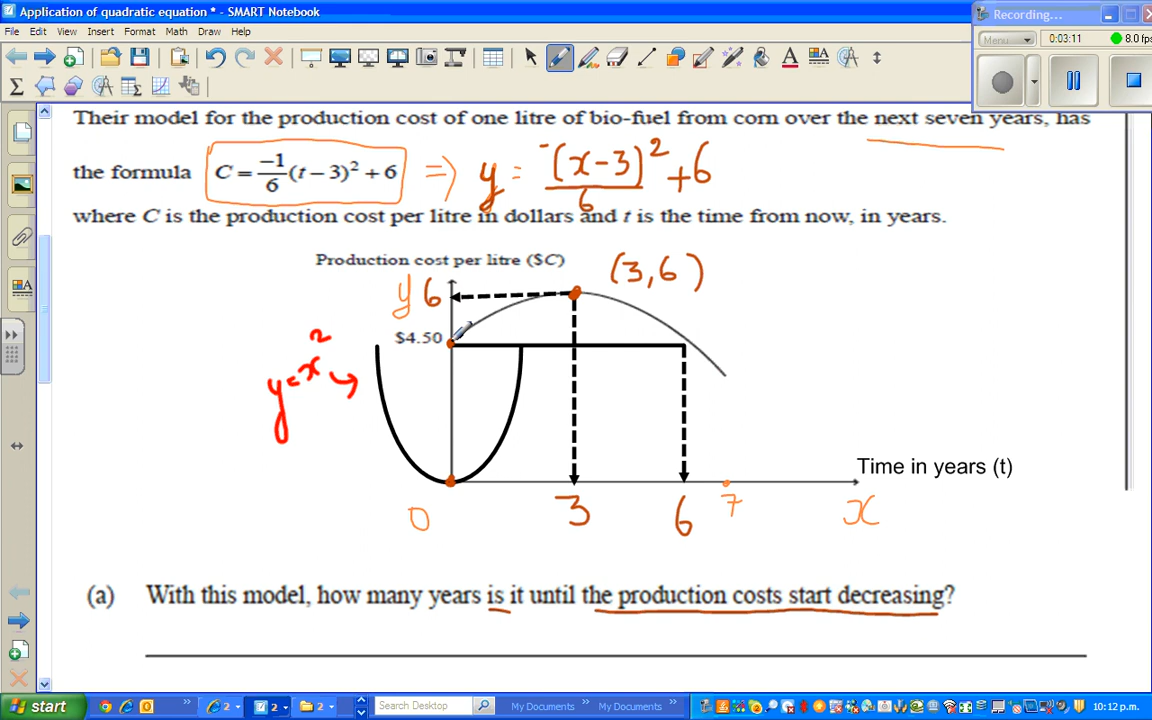 Application of quadratic equation * - SMART Notebook
Recording...
File Edit View Insert Format Math Draw Help
Menu
0:03:11
8.0 fps
Their model for the production cost of one litre of bio-fuel from corn over the next seven years, has
the formula C = -1/6 (t – 3)² + 6 ⇒ y = -(x-3)²/6 + 6
where C is the production cost per litre in dollars and t is the time from now, in years.
Production cost per litre ($C)
(3,6)
y 6
$4.50
y=x²
Time in years (t)
0 3 6 7 x
(a) With this model, how many years is it until the production costs start decreasing?
start
2
2
2
Search Desktop
My Documents
My Documents
10:12 p.m.